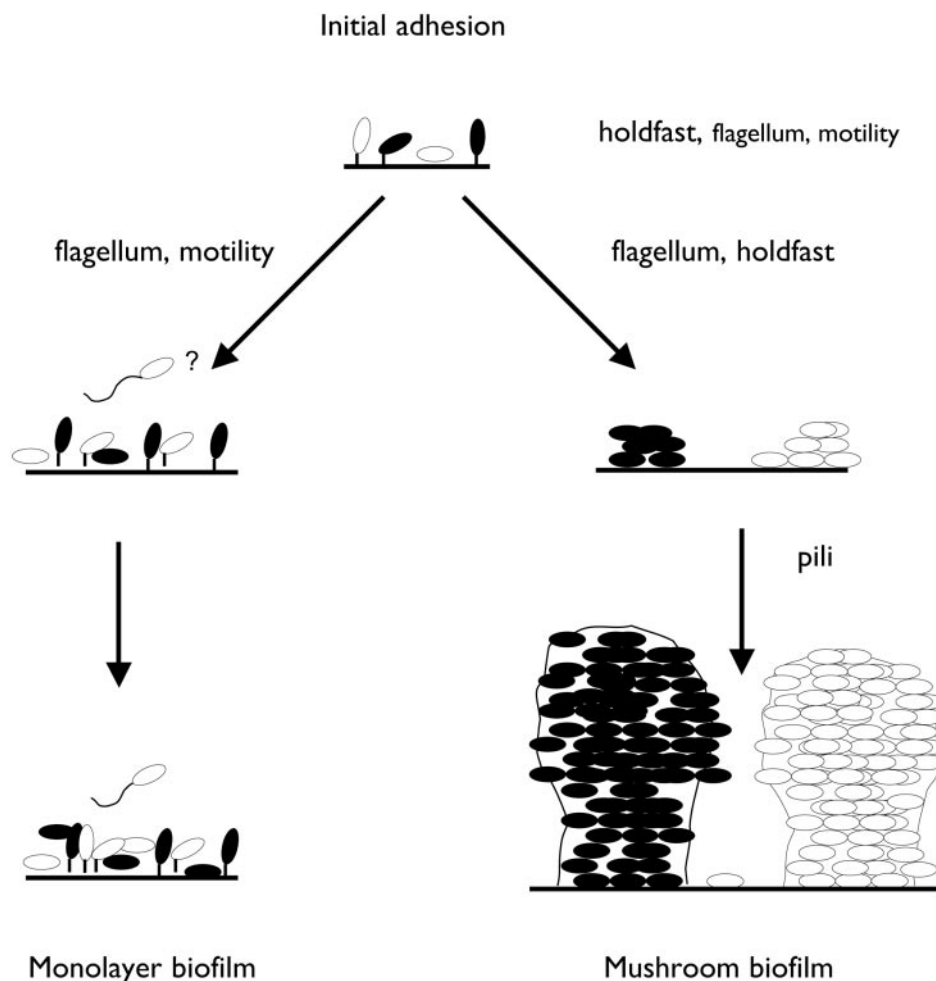 Initial adhesion
holdfast, flagellum, motility
flagellum, motility
flagellum, holdfast
?
pili
Monolayer biofilm
Mushroom biofilm